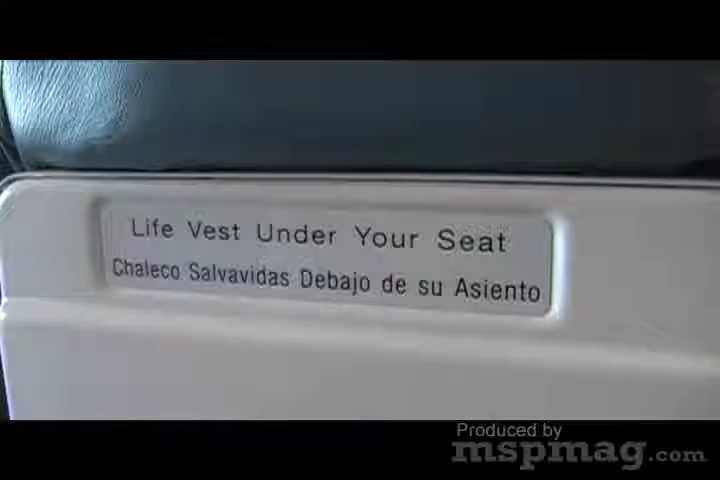 Life Vest Under Your Seat
Chaleco Salvavidas Debajo de su Asiento
Produced by
mspmag.com